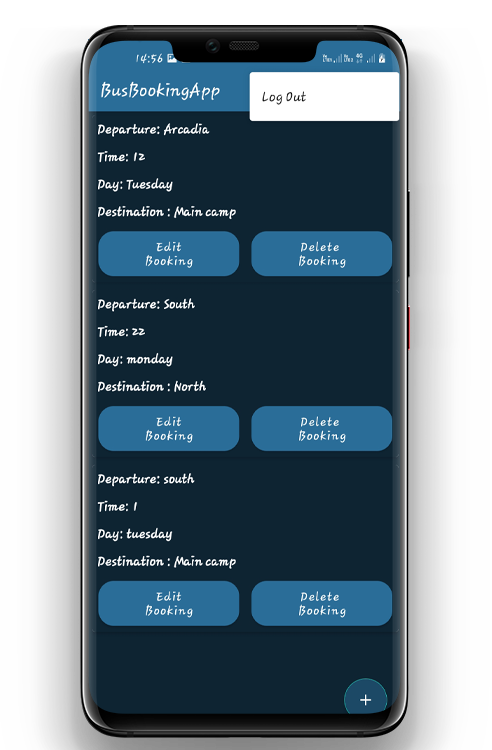 14:56
BusBookingApp
Log Out
Departure: Arcadia
Time: 12
Day: Tuesday
Destination : Main camp
Edit
Booking
Delete
Booking
Departure: South
Time: 22
Day: monday
Destination : North
Edit
Booking
Delete
Booking
Departure: south
Time: 1
Day: tuesday
Destination : Main camp
Edit
Booking
Delete
Booking
+